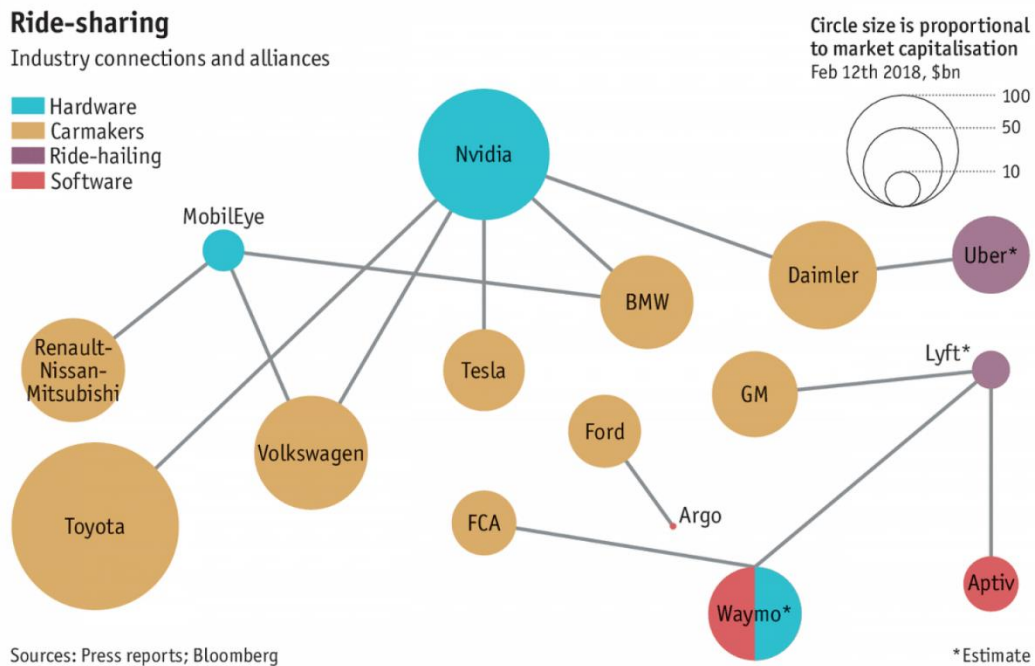 Ride-sharing
Industry connections and alliances
Hardware
Carmakers
Ride-hailing
Software
Circle size is proportional
to market capitalisation
Feb 12th 2018, $bn
100
50
10
Nvidia
MobilEye
Uber*
Daimler
BMW
Renault-
Nissan-
Mitsubishi
Tesla
Lyft*
GM
Ford
Volkswagen
Toyota
FCA
Argo
Waymo*
Aptiv
Sources: Press reports; Bloomberg
*Estimate